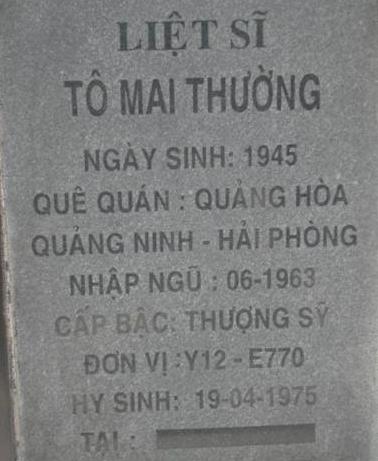 LIỆT SĨ
TÔ MAI THƯỜNG
NGÀY SINH: 1945
QUÊ QUÁN : QUẢNG HÒA
QUẢNG NINH - HẢI PHÒNG
NHẬP NGŨ : 06-1963
CẤP BẬC: THƯỢNG SỸ
ĐƠN VỊ :Y12 - E770
HY SINH: 19-04-1975
TẠI :